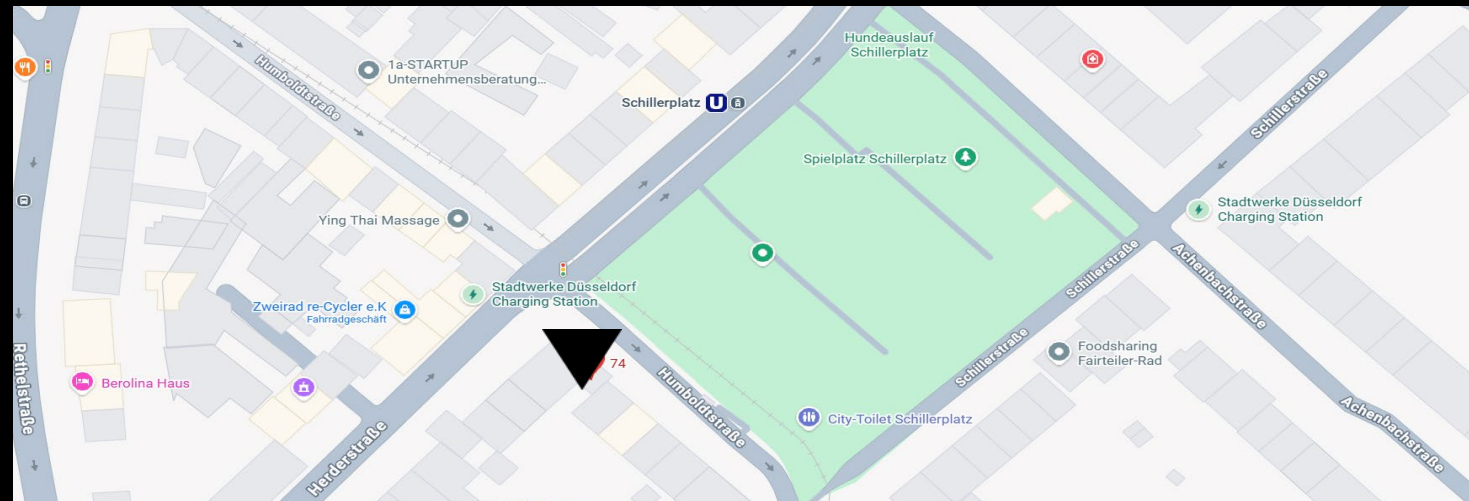 Hundeauslauf
Schillerplatz
1a-STARTUP
Unternehmensberatung...
Humboldtstraße
Schillerplatz U
Schillerstraße
Spielplatz Schillerplatz
Stadtwerke Düsseldorf
Charging Station
Ying Thai Massage
Schillerstraße
Achenbachstraße
Stadtwerke Düsseldorf
Charging Station
Zweirad re-Cycler e.K
Fahrradgeschäft
Rethelstraße
Berolina Haus
74
Humboldtstraße
Schillerstraße
Foodsharing
Fairteiler-Rad
City-Toilet Schillerplatz
Achenbachstraße
Herderstraße